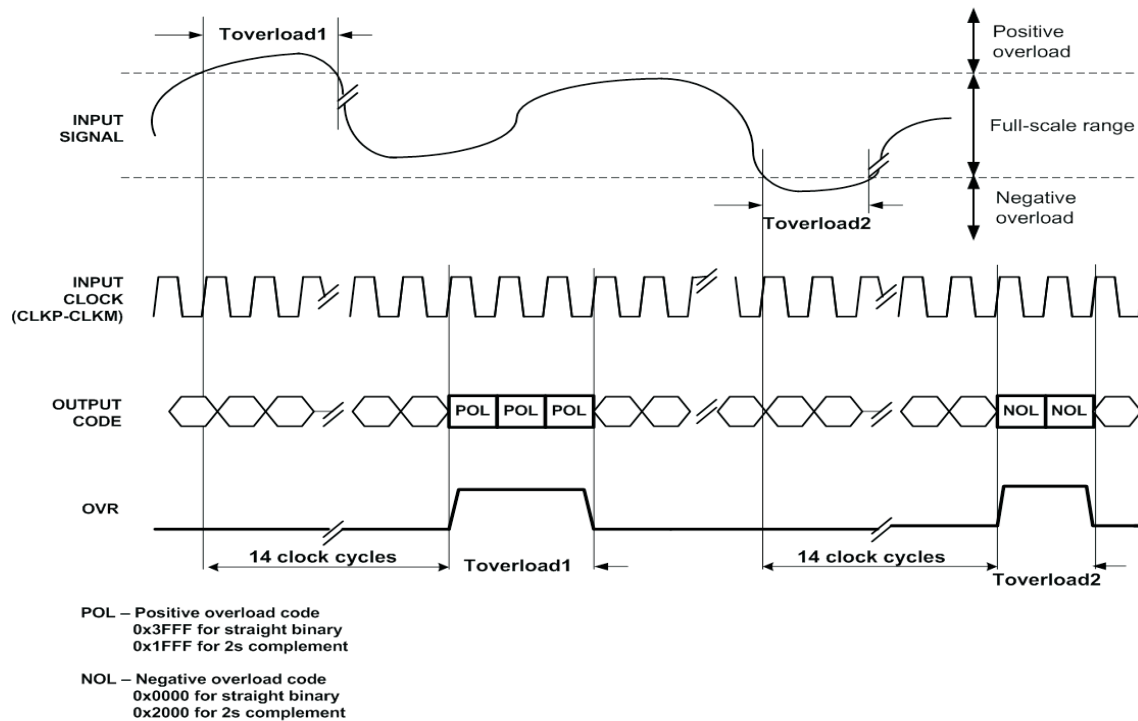 Toverload1
Positive
overload
INPUT
SIGNAL
Full-scale range
Negative
overload
Toverload2
INPUT
CLOCK
(CLKP-CLKM)
OUTPUT
CODE
POL POL POL
NOL NOL
OVR
14 clock cycles
Toverload1
14 clock cycles
Toverload2
POL – Positive overload code
0x3FFF for straight binary
0x1FFF for 2s complement
NOL – Negative overload code
0x0000 for straight binary
0x2000 for 2s complement